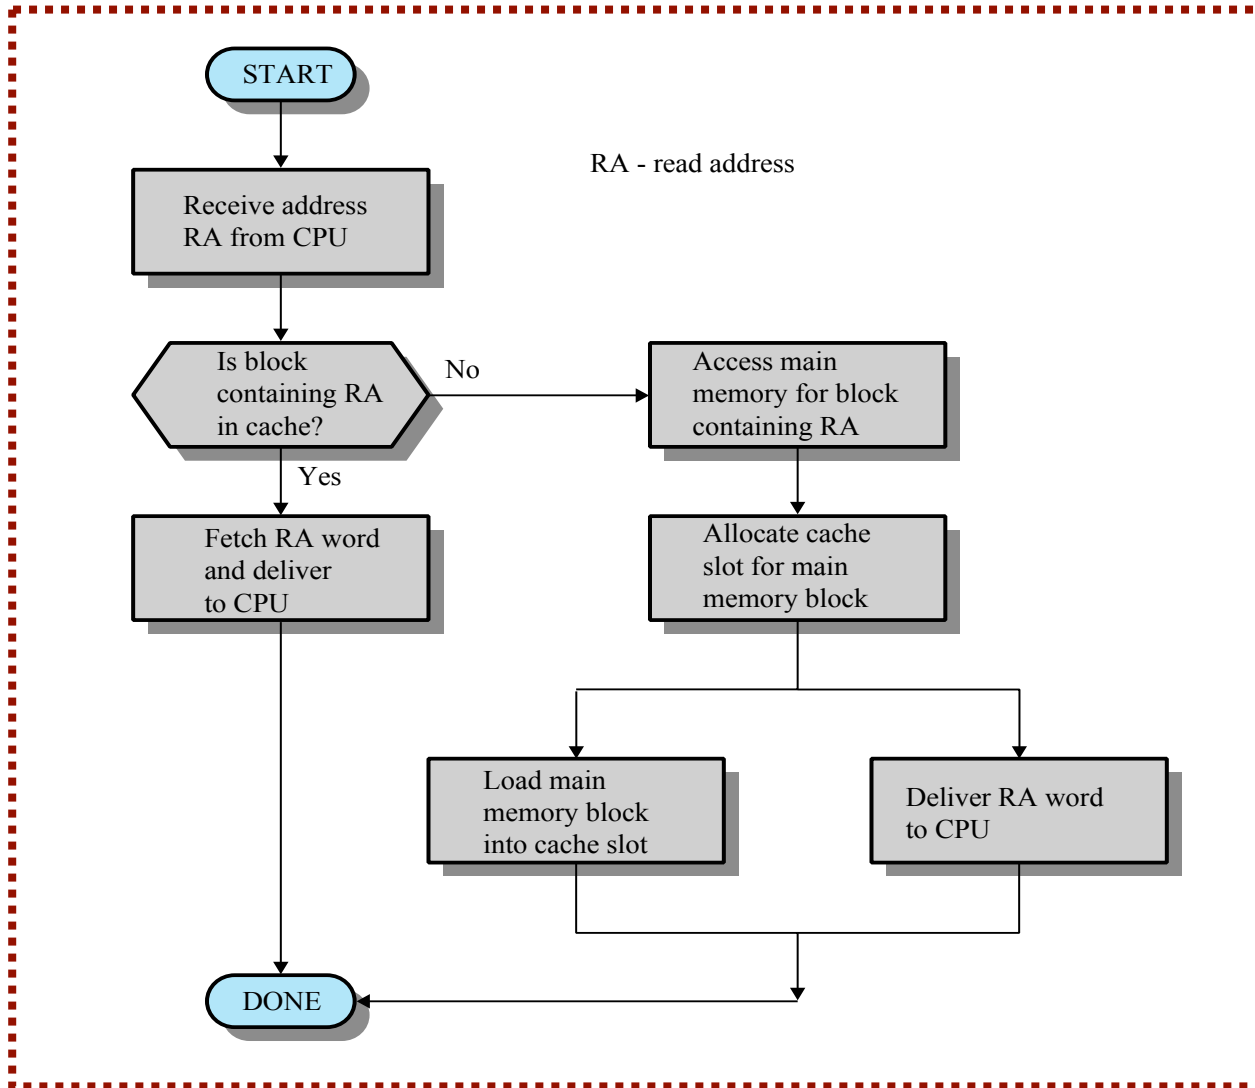 START
RA - read address
Receive address
RA from CPU
Is block
containing RA
in cache?
No
Yes
Access main
memory for block
containing RA
Fetch RA word
and deliver
to CPU
Allocate cache
slot for main
memory block
Load main
memory block
into cache slot
Deliver RA word
to CPU
DONE